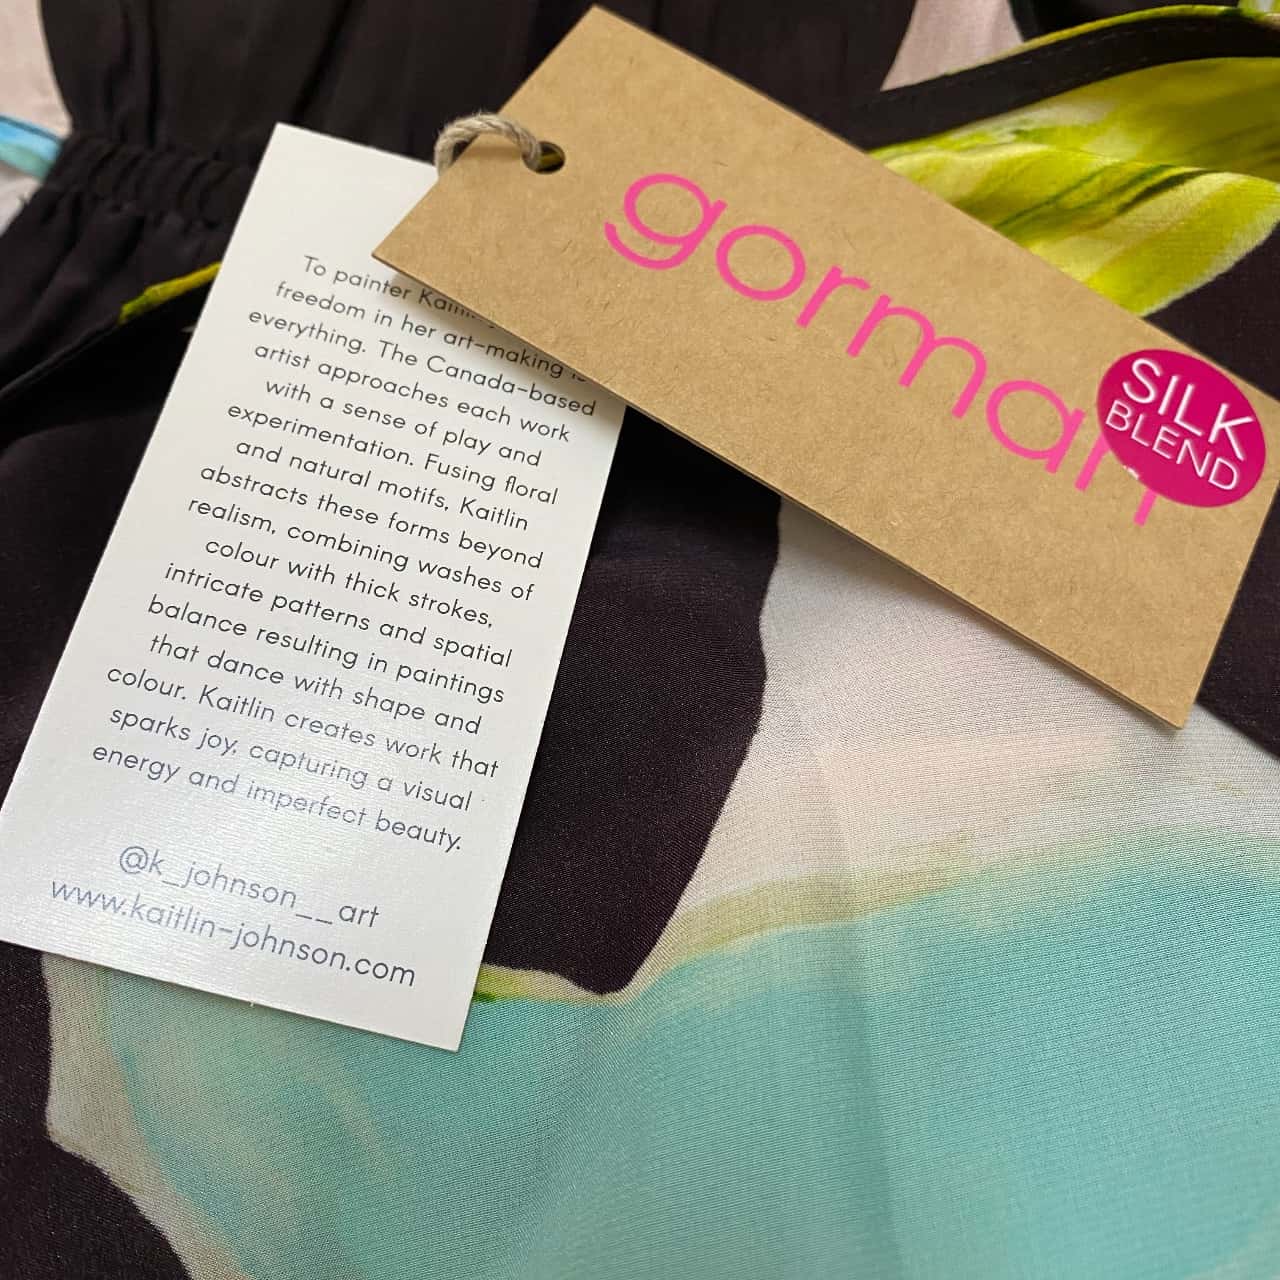 To painter
freedom in her art-making
everything. The Canada-based
artist approaches each work
with a sense of play and
experimentation. Fusing floral
and natural motifs, Kaitlin
abstracts these forms beyond
realism, combining washes of
colour with thick strokes,
intricate patterns and spatial
balance resulting in paintings
that dance with shape and
colour. Kaitlin creates work that
sparks joy, capturing a visual
energy and imperfect beauty.
@k_johnson__art
www.kaitlin-johnson.com
gorman
SILK
BLEND